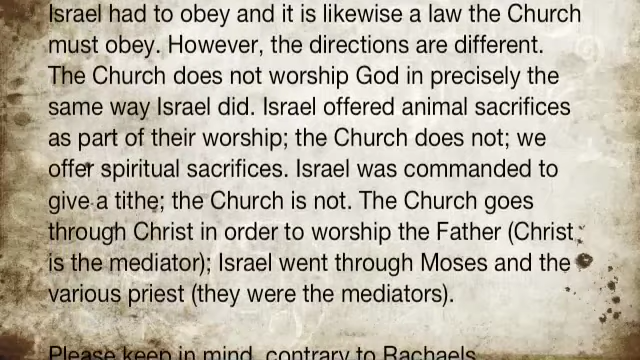 Israel had to obey and it is likewise a law the Church
must obey. However, the directions are different.
The Church does not worship God in precisely the
same way Israel did. Israel offered animal sacrifices
as part of their worship; the Church does not; we
offer spiritual sacrifices. Israel was commanded to
give a tithe; the Church is not. The Church goes
through Christ in order to worship the Father (Christ
is the mediator); Israel went through Moses and the
various priest (they were the mediators).
Please keep in mind, contrary to Rachaels